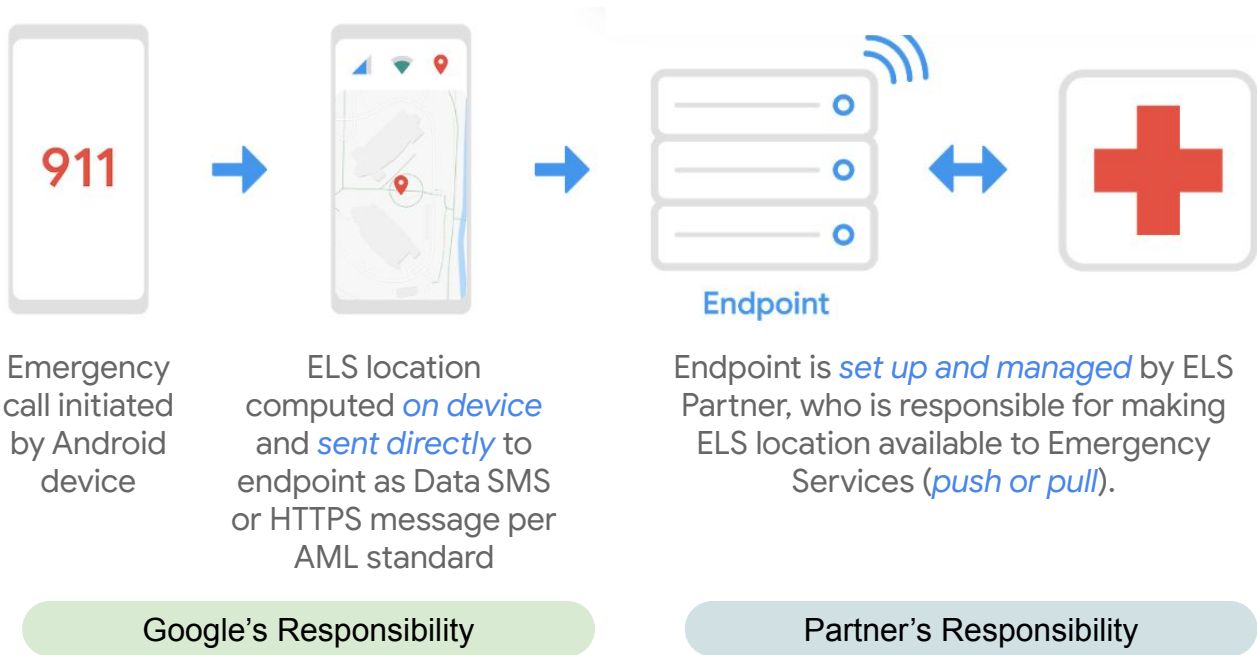 911
Endpoint
Emergency
call initiated
by Android
device
ELS location
computed on device
and sent directly to
endpoint as Data SMS
or HTTPS message per
AML standard
Endpoint is set up and managed by ELS
Partner, who is responsible for making
ELS location available to Emergency
Services (push or pull).
Google's Responsibility
Partner's Responsibility